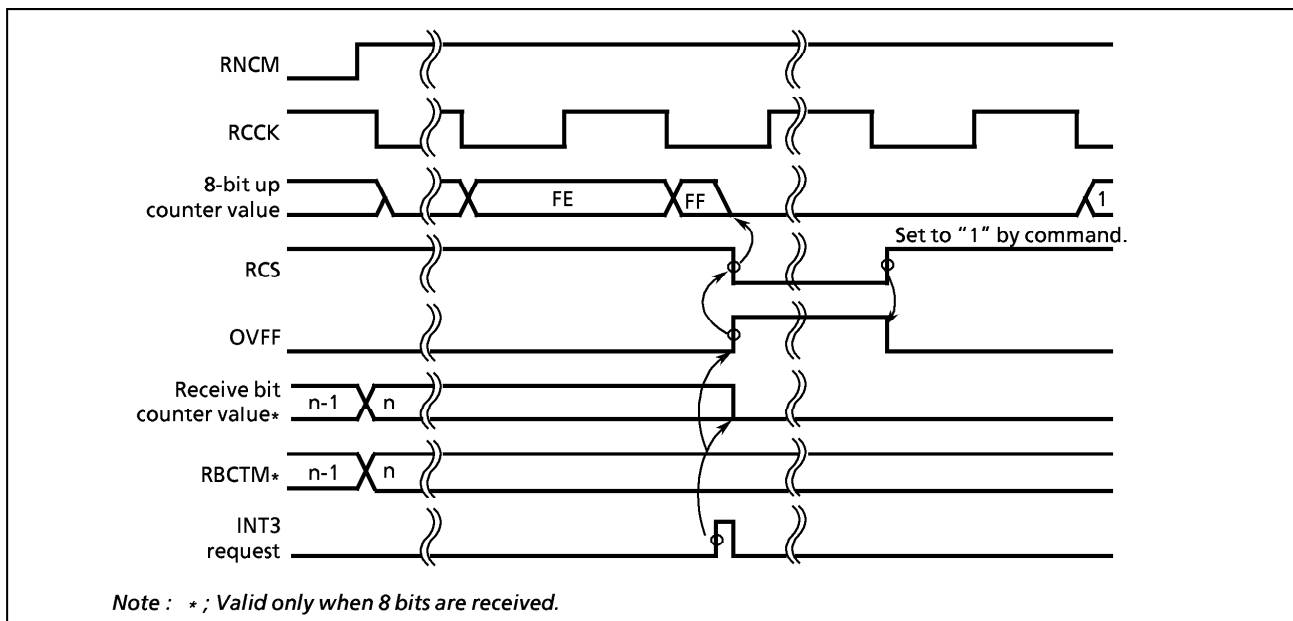 RNCM
RCCK
8-bit up
counter value
FE
FF
1
Set to "1" by command.
RCS
OVFF
Receive bit
counter value*
n-1
n
RBCTM*
n-1
n
INT3
request
Note : * ; Valid only when 8 bits are received.